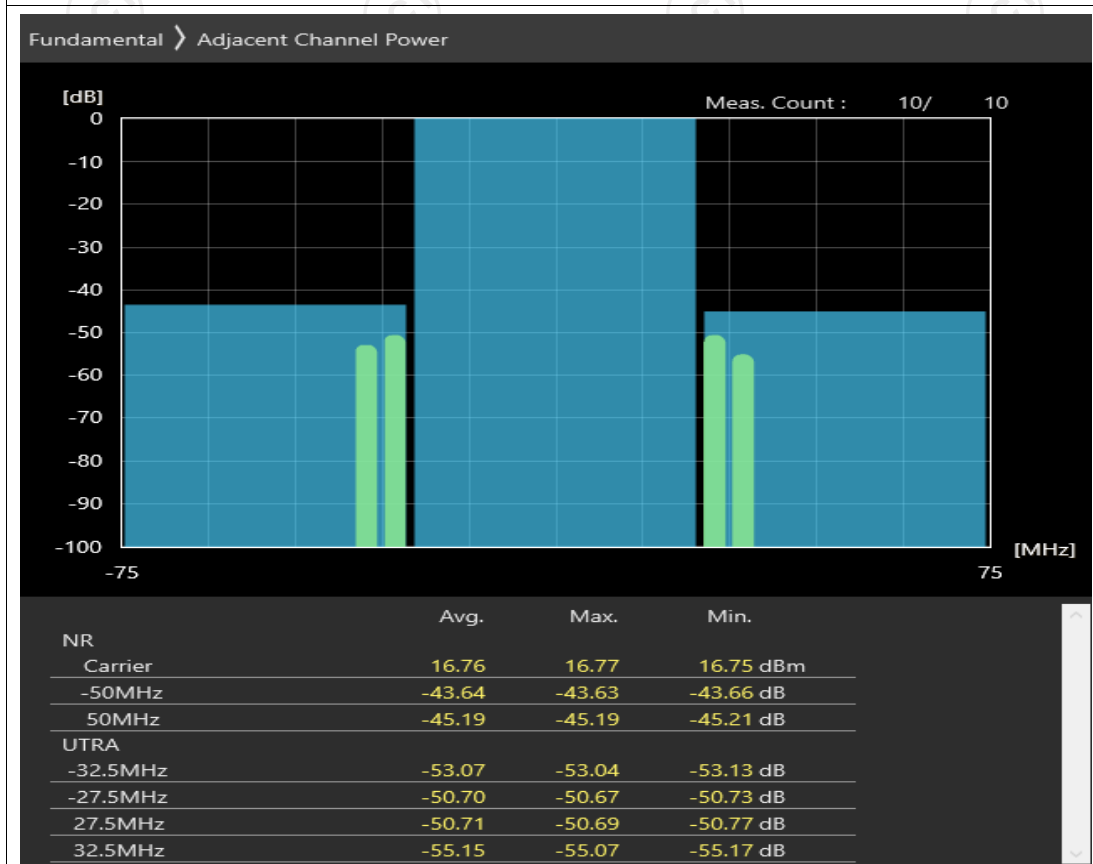 Fundamental 〉 Adjacent Channel Power
[dB]
Meas. Count : 10/ 10
0
-10
-20
-30
-40
-50
-60
-70
-80
-90
-100
[MHz]
-75 75
Avg. Max. Min.
NR
Carrier 16.76 16.77 16.75 dBm
-50MHz -43.64 -43.63 -43.66 dB
50MHz -45.19 -45.19 -45.21 dB
UTRA
-32.5MHz -53.07 -53.04 -53.13 dB
-27.5MHz -50.70 -50.67 -50.73 dB
27.5MHz -50.71 -50.69 -50.77 dB
32.5MHz -55.15 -55.07 -55.17 dB